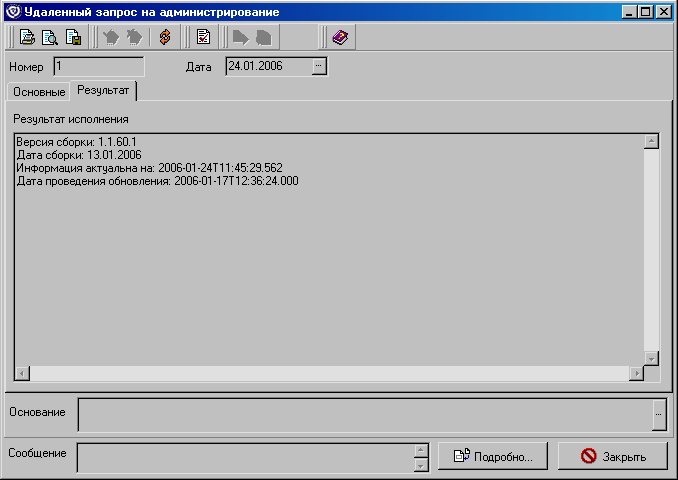 Удаленный запрос на администрирование
Номер 1 Дата 24.01.2006 ...
Основные Результат
Результат исполнения
Версия сборки: 1.1.60.1
Дата сборки: 13.01.2006
Информация актуальна на: 2006-01-24T11:45:29.562
Дата проведения обновления: 2006-01-17T12:36:24.000
Основание ...
Сообщение Подробно... Закрыть